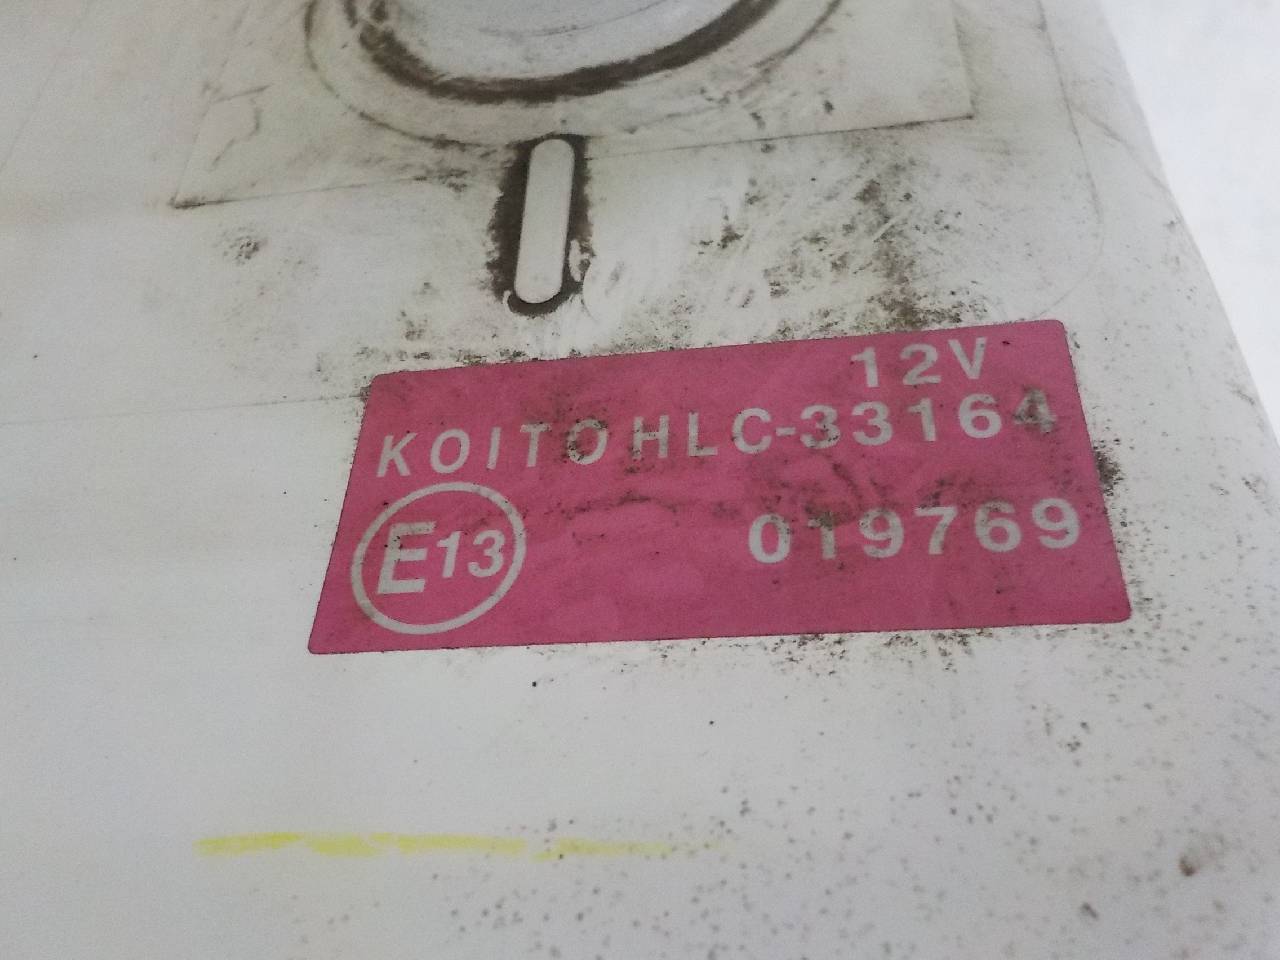 12V
KOITO HLC-33164
E13 019769